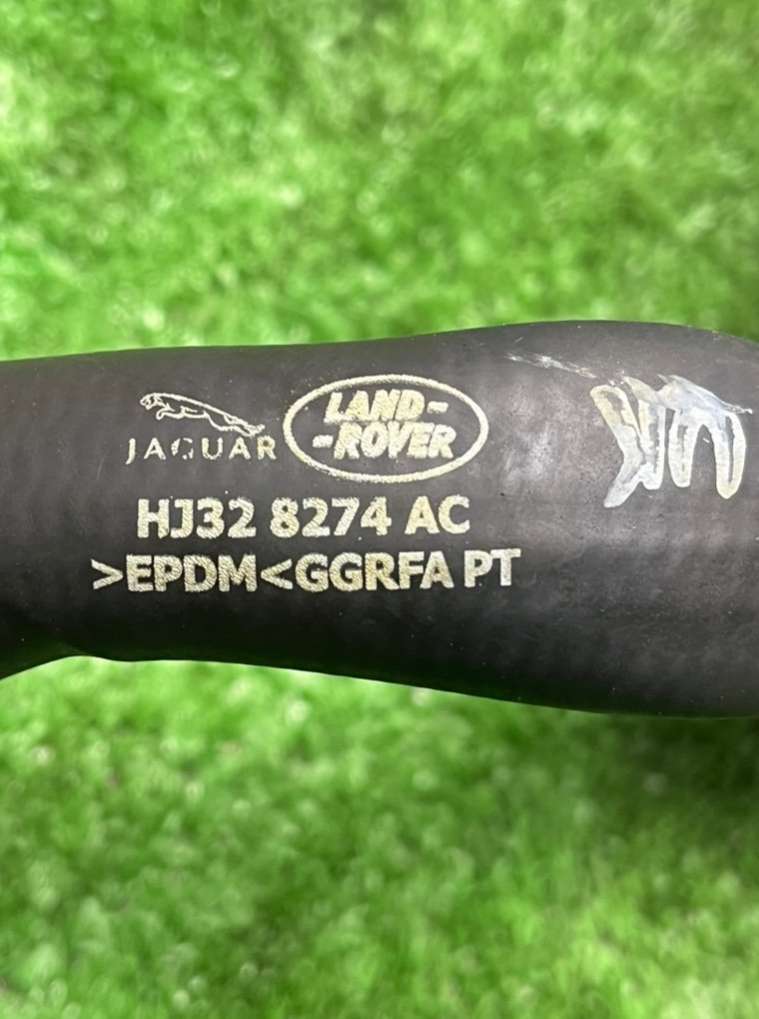 JAGUAR
LAND-
-ROVER
HJ32 8274 AC
>EPDM<GGRFA PT